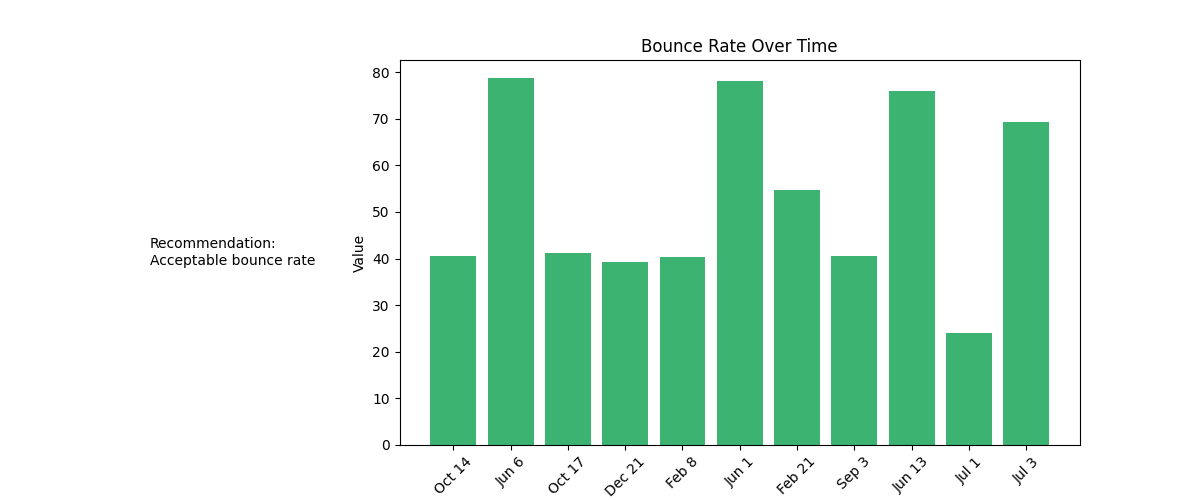 Bounce Rate Over Time
Recommendation:
Acceptable bounce rate
Value
80
70
60
50
40
30
20
10
0
Oct 14
Jun 6
Oct 17
Dec 21
Feb 8
Jun 1
Feb 21
Sep 3
Jun 13
Jul 1
Jul 3